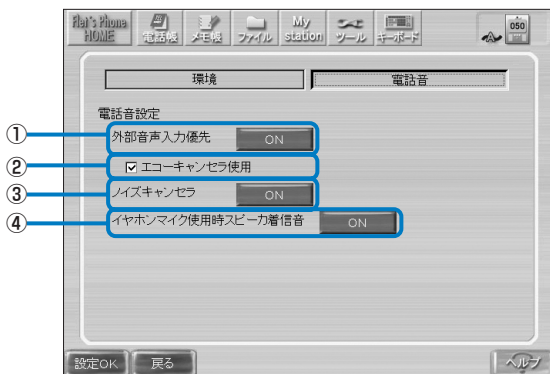 Flet's Phone HOME
電話帳
メモ帳
ファイル
My station
ツール
キーボード
050
環境
電話音
電話音設定
① 外部音声入力優先 ON
② エコーキャンセラ使用
③ ノイズキャンセラ ON
④ イヤホンマイク使用時スピーカ着信音 ON
設定OK
戻る
ヘルプ